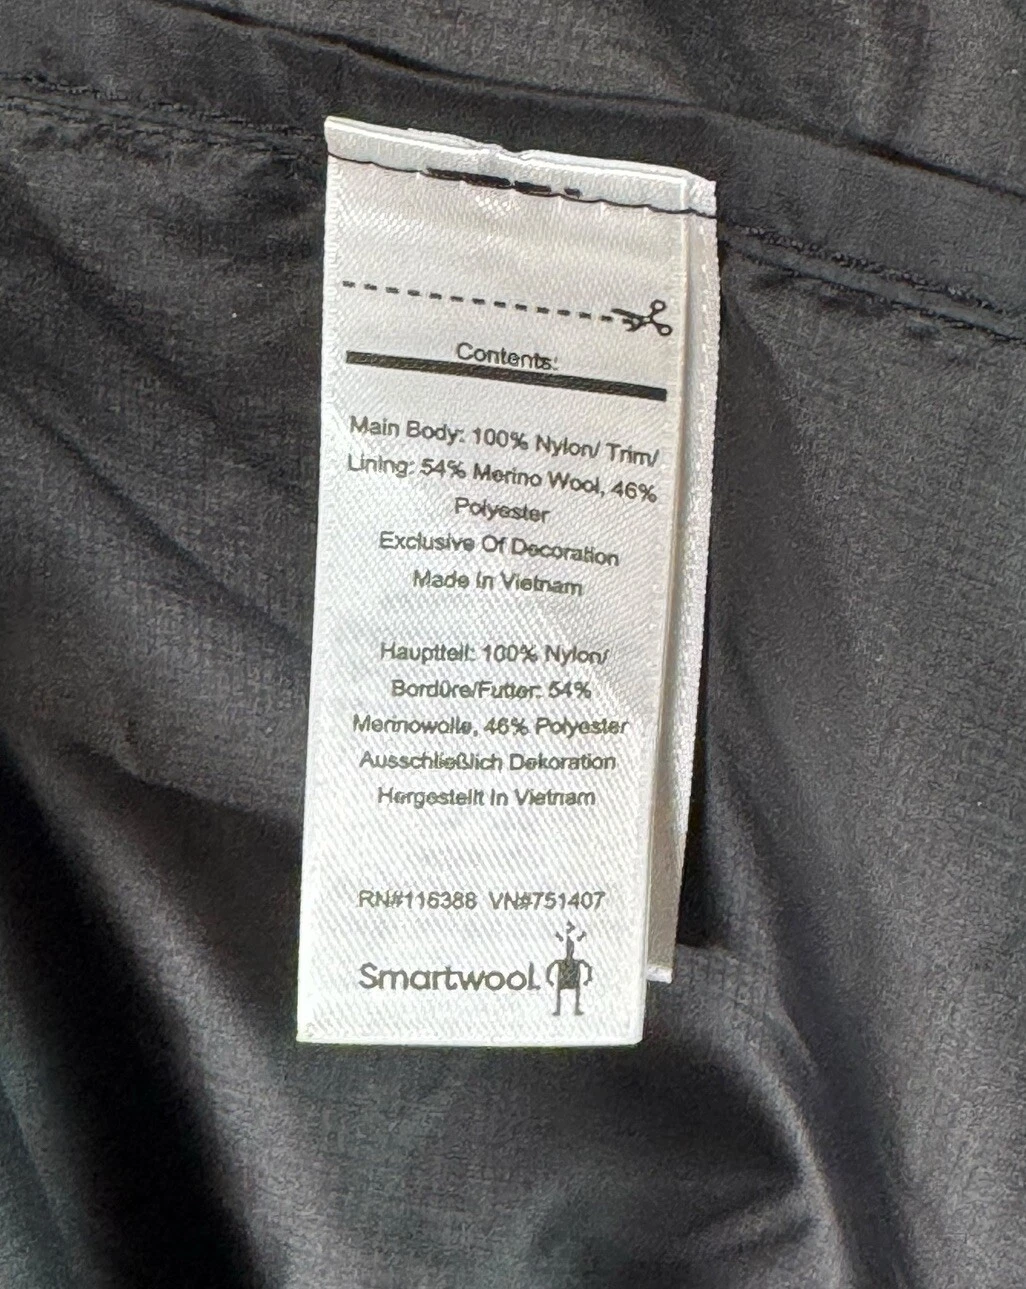 Contents:
Main Body: 100% Nylon/ Trim/
Lining: 54% Merino Wool, 46%
Polyester
Exclusive Of Decoration
Made In Vietnam
Hauptteil: 100% Nylon/
Bordüre/Futter: 54%
Merinowolle, 46% Polyester
Ausschließlich Dekoration
Hergestellt In Vietnam
RN#116388 VN#751407
Smartwool.